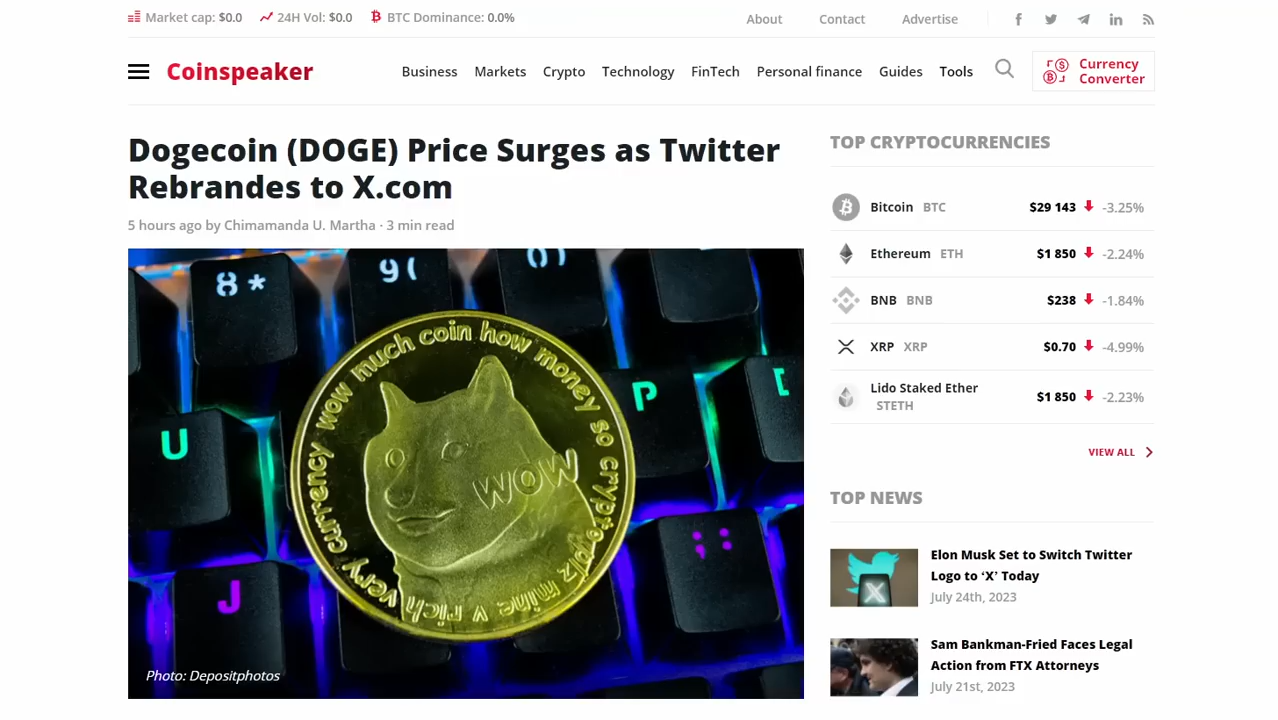 Market cap: $0.0 24H Vol: $0.0 BTC Dominance: 0.0%
About Contact Advertise
Coinspeaker
Business Markets Crypto Technology FinTech Personal finance Guides Tools
Currency
Converter
Dogecoin (DOGE) Price Surges as Twitter
Rebrandes to X.com
5 hours ago by Chimamanda U. Martha · 3 min read
8 *
9 (
0 )
U
P
[
J
; :
very currency wow much coin how money so crypto plz mine v rich
wow
Photo: Depositphotos
TOP CRYPTOCURRENCIES
Bitcoin BTC $29 143 -3.25%
Ethereum ETH $1 850 -2.24%
BNB BNB $238 -1.84%
XRP XRP $0.70 -4.99%
Lido Staked Ether
STETH $1 850 -2.23%
VIEW ALL
TOP NEWS
Elon Musk Set to Switch Twitter
Logo to ‘X’ Today
July 24th, 2023
Sam Bankman-Fried Faces Legal
Action from FTX Attorneys
July 21st, 2023